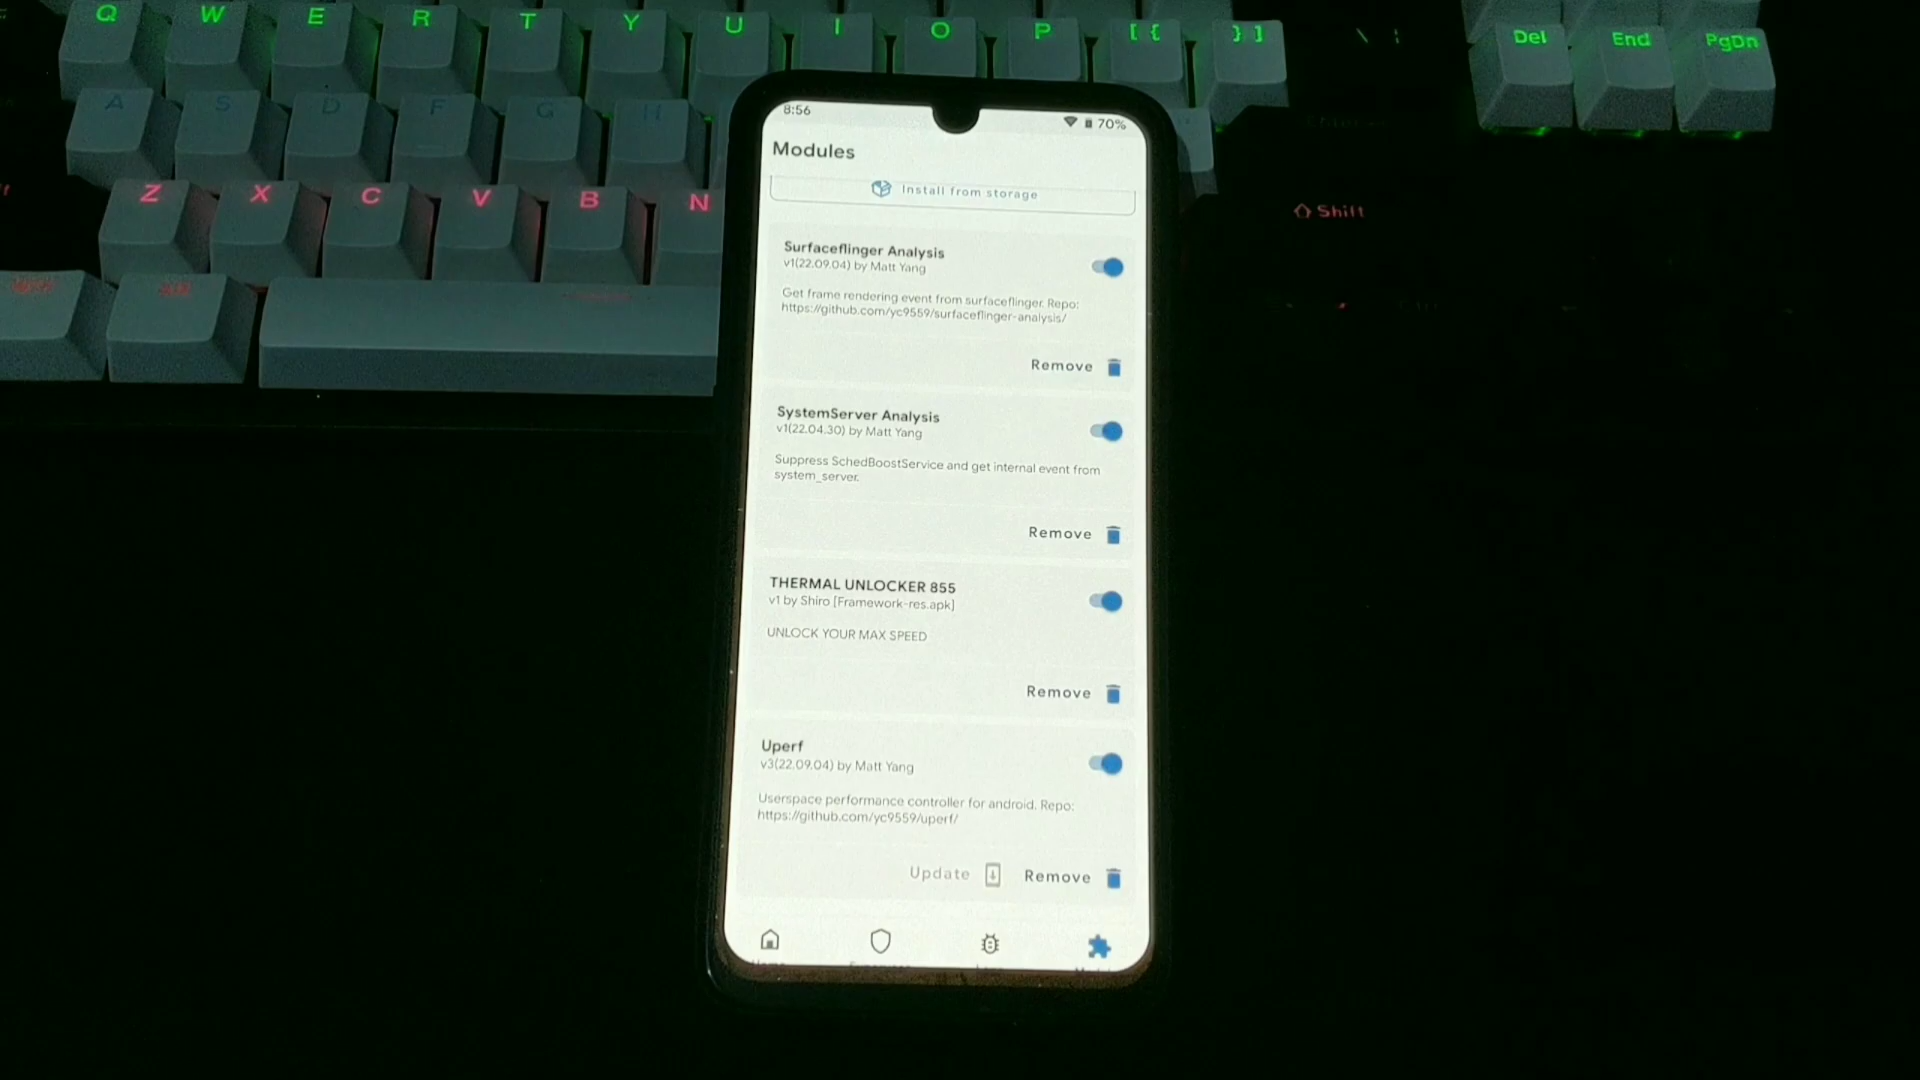 Q W E R T Y U I O P [ { } ] \ |
Del End PgDn
A S D F G H
Z X C V B N
Shift
8:56
70%
Modules
Install from storage
Surfaceflinger Analysis
v1(22.09.04) by Matt Yang
Get frame rendering event from surfaceflinger. Repo:
https://github.com/yc9559/surfaceflinger-analysis/
Remove
SystemServer Analysis
v1(22.04.30) by Matt Yang
Suppress SchedBoostService and get internal event from
system_server.
Remove
THERMAL UNLOCKER 855
v1 by Shiro [Framework-res.apk]
UNLOCK YOUR MAX SPEED
Remove
Uperf
v3(22.09.04) by Matt Yang
Userspace performance controller for android. Repo:
https://github.com/yc9559/uperf/
Update Remove